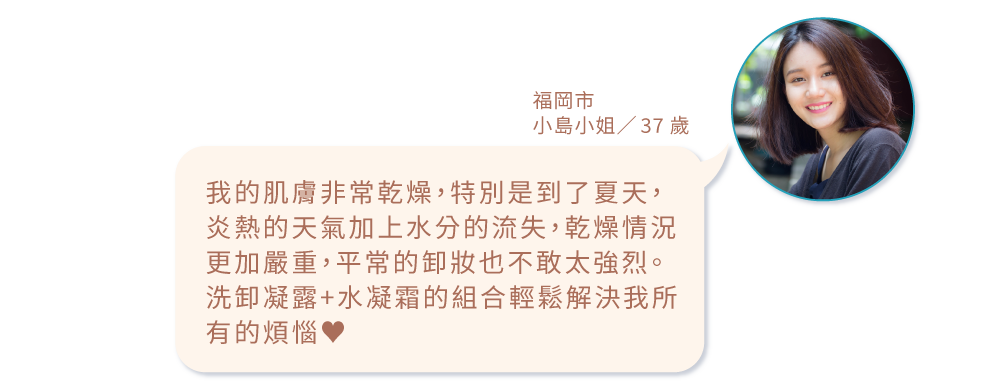 福岡市
小島小姐／37 歲
我的肌膚非常乾燥，特別是到了夏天，
炎熱的天氣加上水分的流失，乾燥情況
更加嚴重，平常的卸妝也不敢太強烈。
洗卸凝露+水凝霜的組合輕鬆解決我所
有的煩惱♥